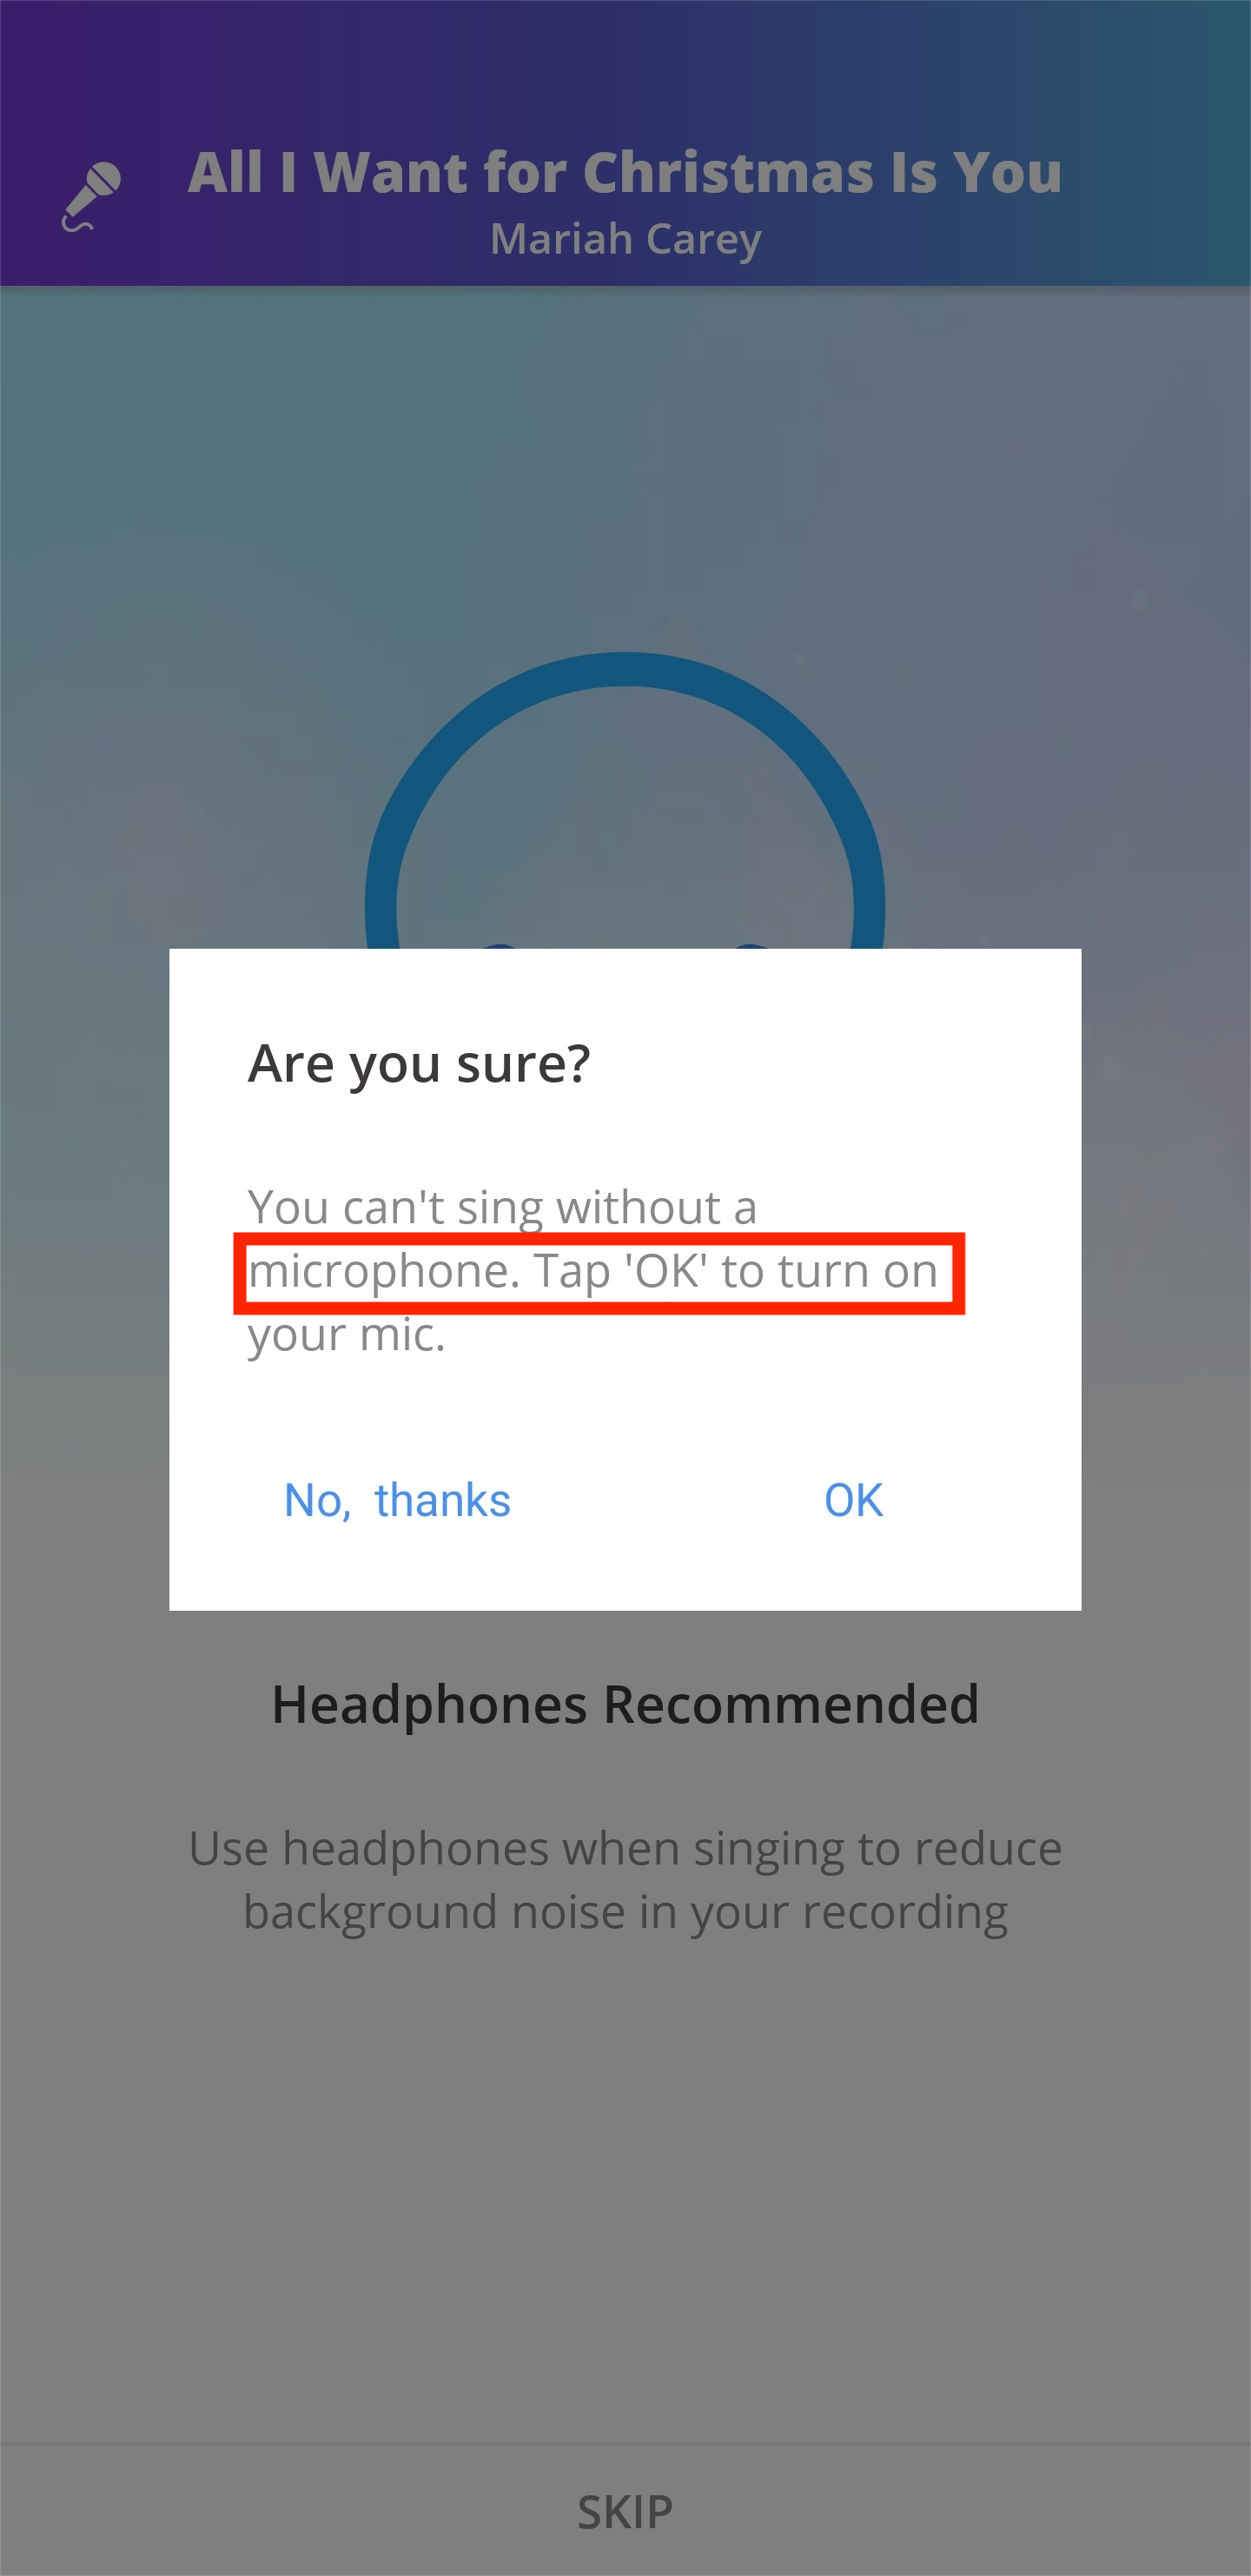 All I Want for Christmas Is You
Mariah Carey
Are you sure?
You can't sing without a
microphone. Tap 'OK' to turn on
your mic.
No, thanks
OK
Headphones Recommended
Use headphones when singing to reduce
background noise in your recording
SKIP